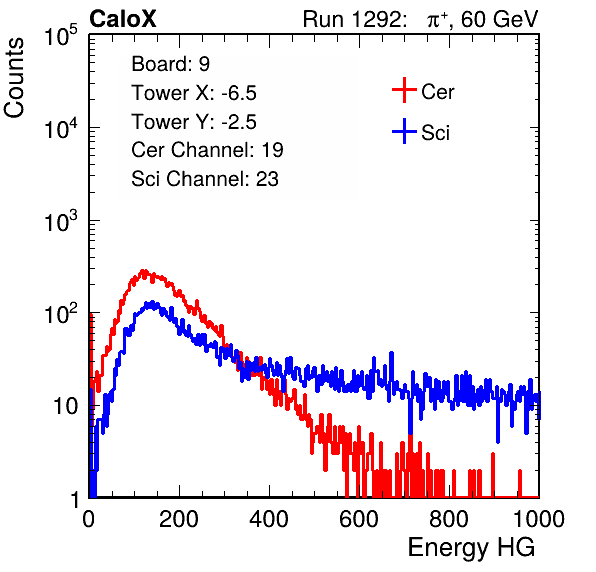 CaloX Run 1292: π⁺, 60 GeV
Counts
Board: 9
Tower X: -6.5
Tower Y: -2.5
Cer Channel: 19
Sci Channel: 23
Cer
Sci
10⁵
10⁴
10³
10²
10
1
0 200 400 600 800 1000
Energy HG